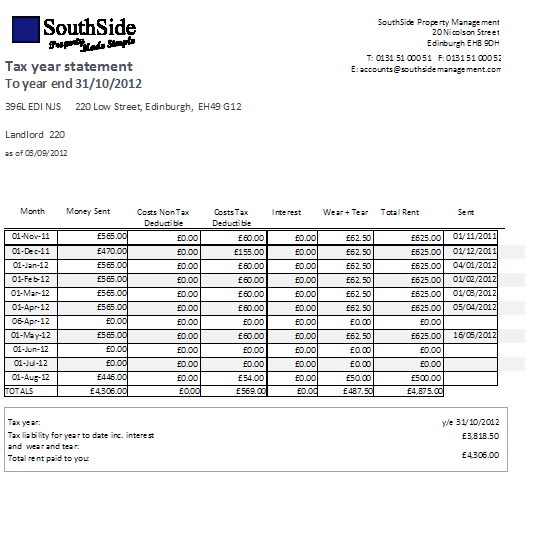 SouthSide
Property Made Simple
SouthSide Property Management
20 Nicolson Street
Edinburgh EH8 9DH
T: 0131 51 000 51 F: 0131 51 000 52
E: accounts@southsidemanagement.com
Tax year statement
To year end 31/10/2012
396L EDI NJS 220 Low Street, Edinburgh, EH49 G12
Landlord 220
as of 03/09/2012
Month Money Sent Costs Non Tax Deductible Costs Tax Deductible Interest Wear + Tear Total Rent Sent
01-Nov-11 £565.00 £0.00 £60.00 £0.00 £62.50 £625.00 01/11/2011
01-Dec-11 £470.00 £0.00 £155.00 £0.00 £62.50 £625.00 01/12/2011
01-Jan-12 £565.00 £0.00 £60.00 £0.00 £62.50 £625.00 04/01/2012
01-Feb-12 £565.00 £0.00 £60.00 £0.00 £62.50 £625.00 01/02/2012
01-Mar-12 £565.00 £0.00 £60.00 £0.00 £62.50 £625.00 01/03/2012
01-Apr-12 £565.00 £0.00 £60.00 £0.00 £62.50 £625.00 05/04/2012
06-Apr-12 £0.00 £0.00 £0.00 £0.00 £0.00 £0.00
01-May-12 £565.00 £0.00 £60.00 £0.00 £62.50 £625.00 16/05/2012
01-Jun-12 £0.00 £0.00 £0.00 £0.00 £0.00 £0.00
01-Jul-12 £0.00 £0.00 £0.00 £0.00 £0.00 £0.00
01-Aug-12 £446.00 £0.00 £54.00 £0.00 £50.00 £500.00
TOTALS £4,306.00 £0.00 £569.00 £0.00 £487.50 £4,875.00
Tax year: y/e 31/10/2012
Tax liability for year to date inc. interest £3,818.50
and wear and tear:
Total rent paid to you: £4,306.00